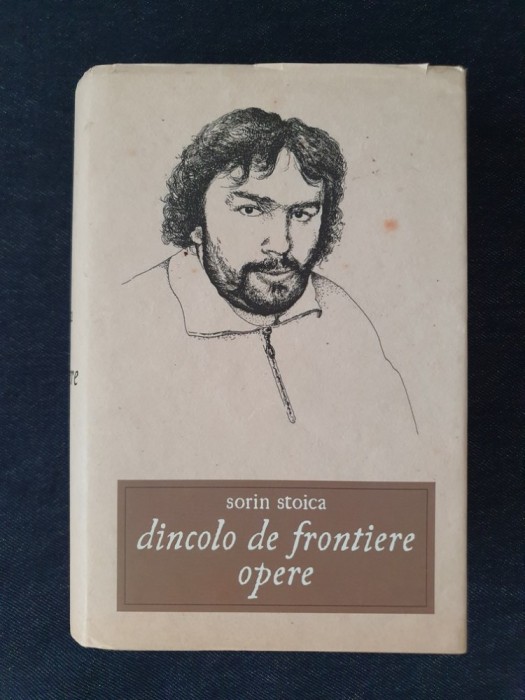 sorin stoica
dincolo de frontiere
opere